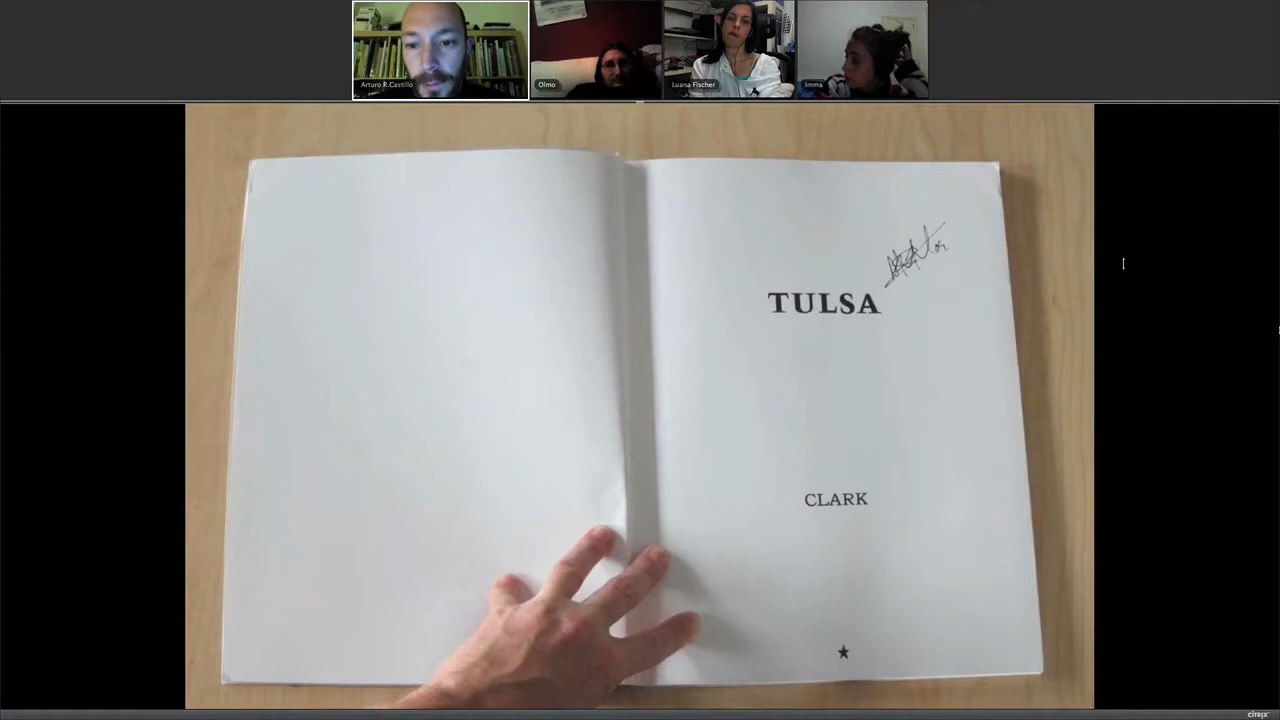 Arturo R.Castillo
Olmo
Luana Fischer
Imma
TULSA
CLARK
CITRIX